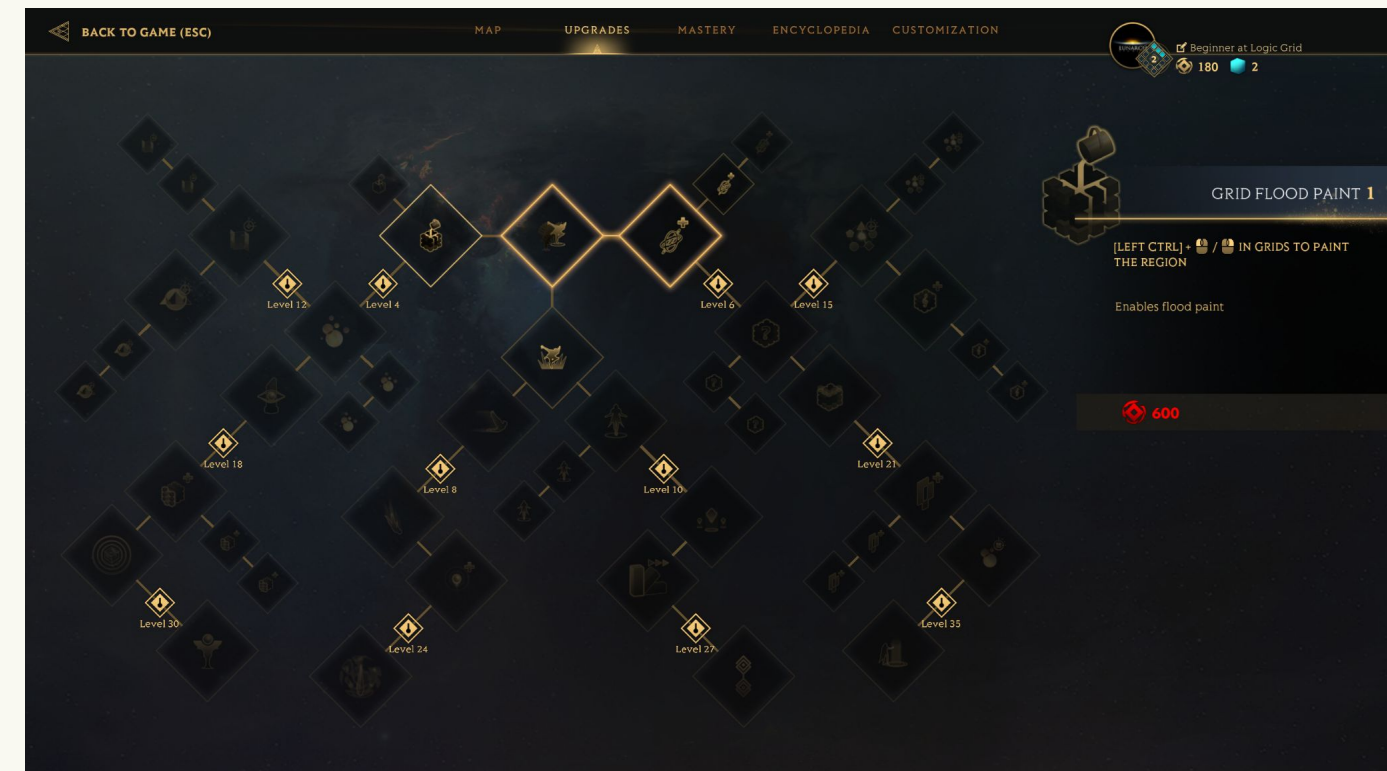 BACK TO GAME (ESC)
MAP
UPGRADES
MASTERY
ENCYCLOPEDIA
CUSTOMIZATION
2
Beginner at Logic Grid
180
2
GRID FLOOD PAINT 1
[LEFT CTRL] + / IN GRIDS TO PAINT
THE REGION
Enables flood paint
600
Level 12
Level 4
Level 6
Level 15
Level 18
Level 8
Level 10
Level 21
Level 30
Level 24
Level 27
Level 35